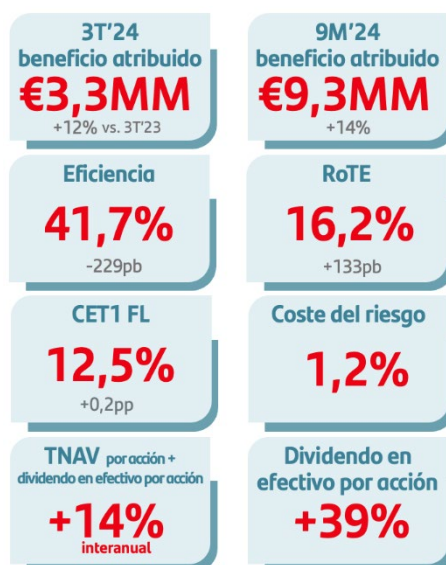 3T'24
beneficio atribuido
€3,3MM
+12% vs. 3T'23
9M'24
beneficio atribuido
€9,3MM
+14%
Eficiencia
41,7%
-229pb
RoTE
16,2%
+133pb
CET1 FL
12,5%
+0,2pp
Coste del riesgo
1,2%
TNAV por acción +
dividendo en efectivo por acción
+14%
interanual
Dividendo en
efectivo por acción
+39%